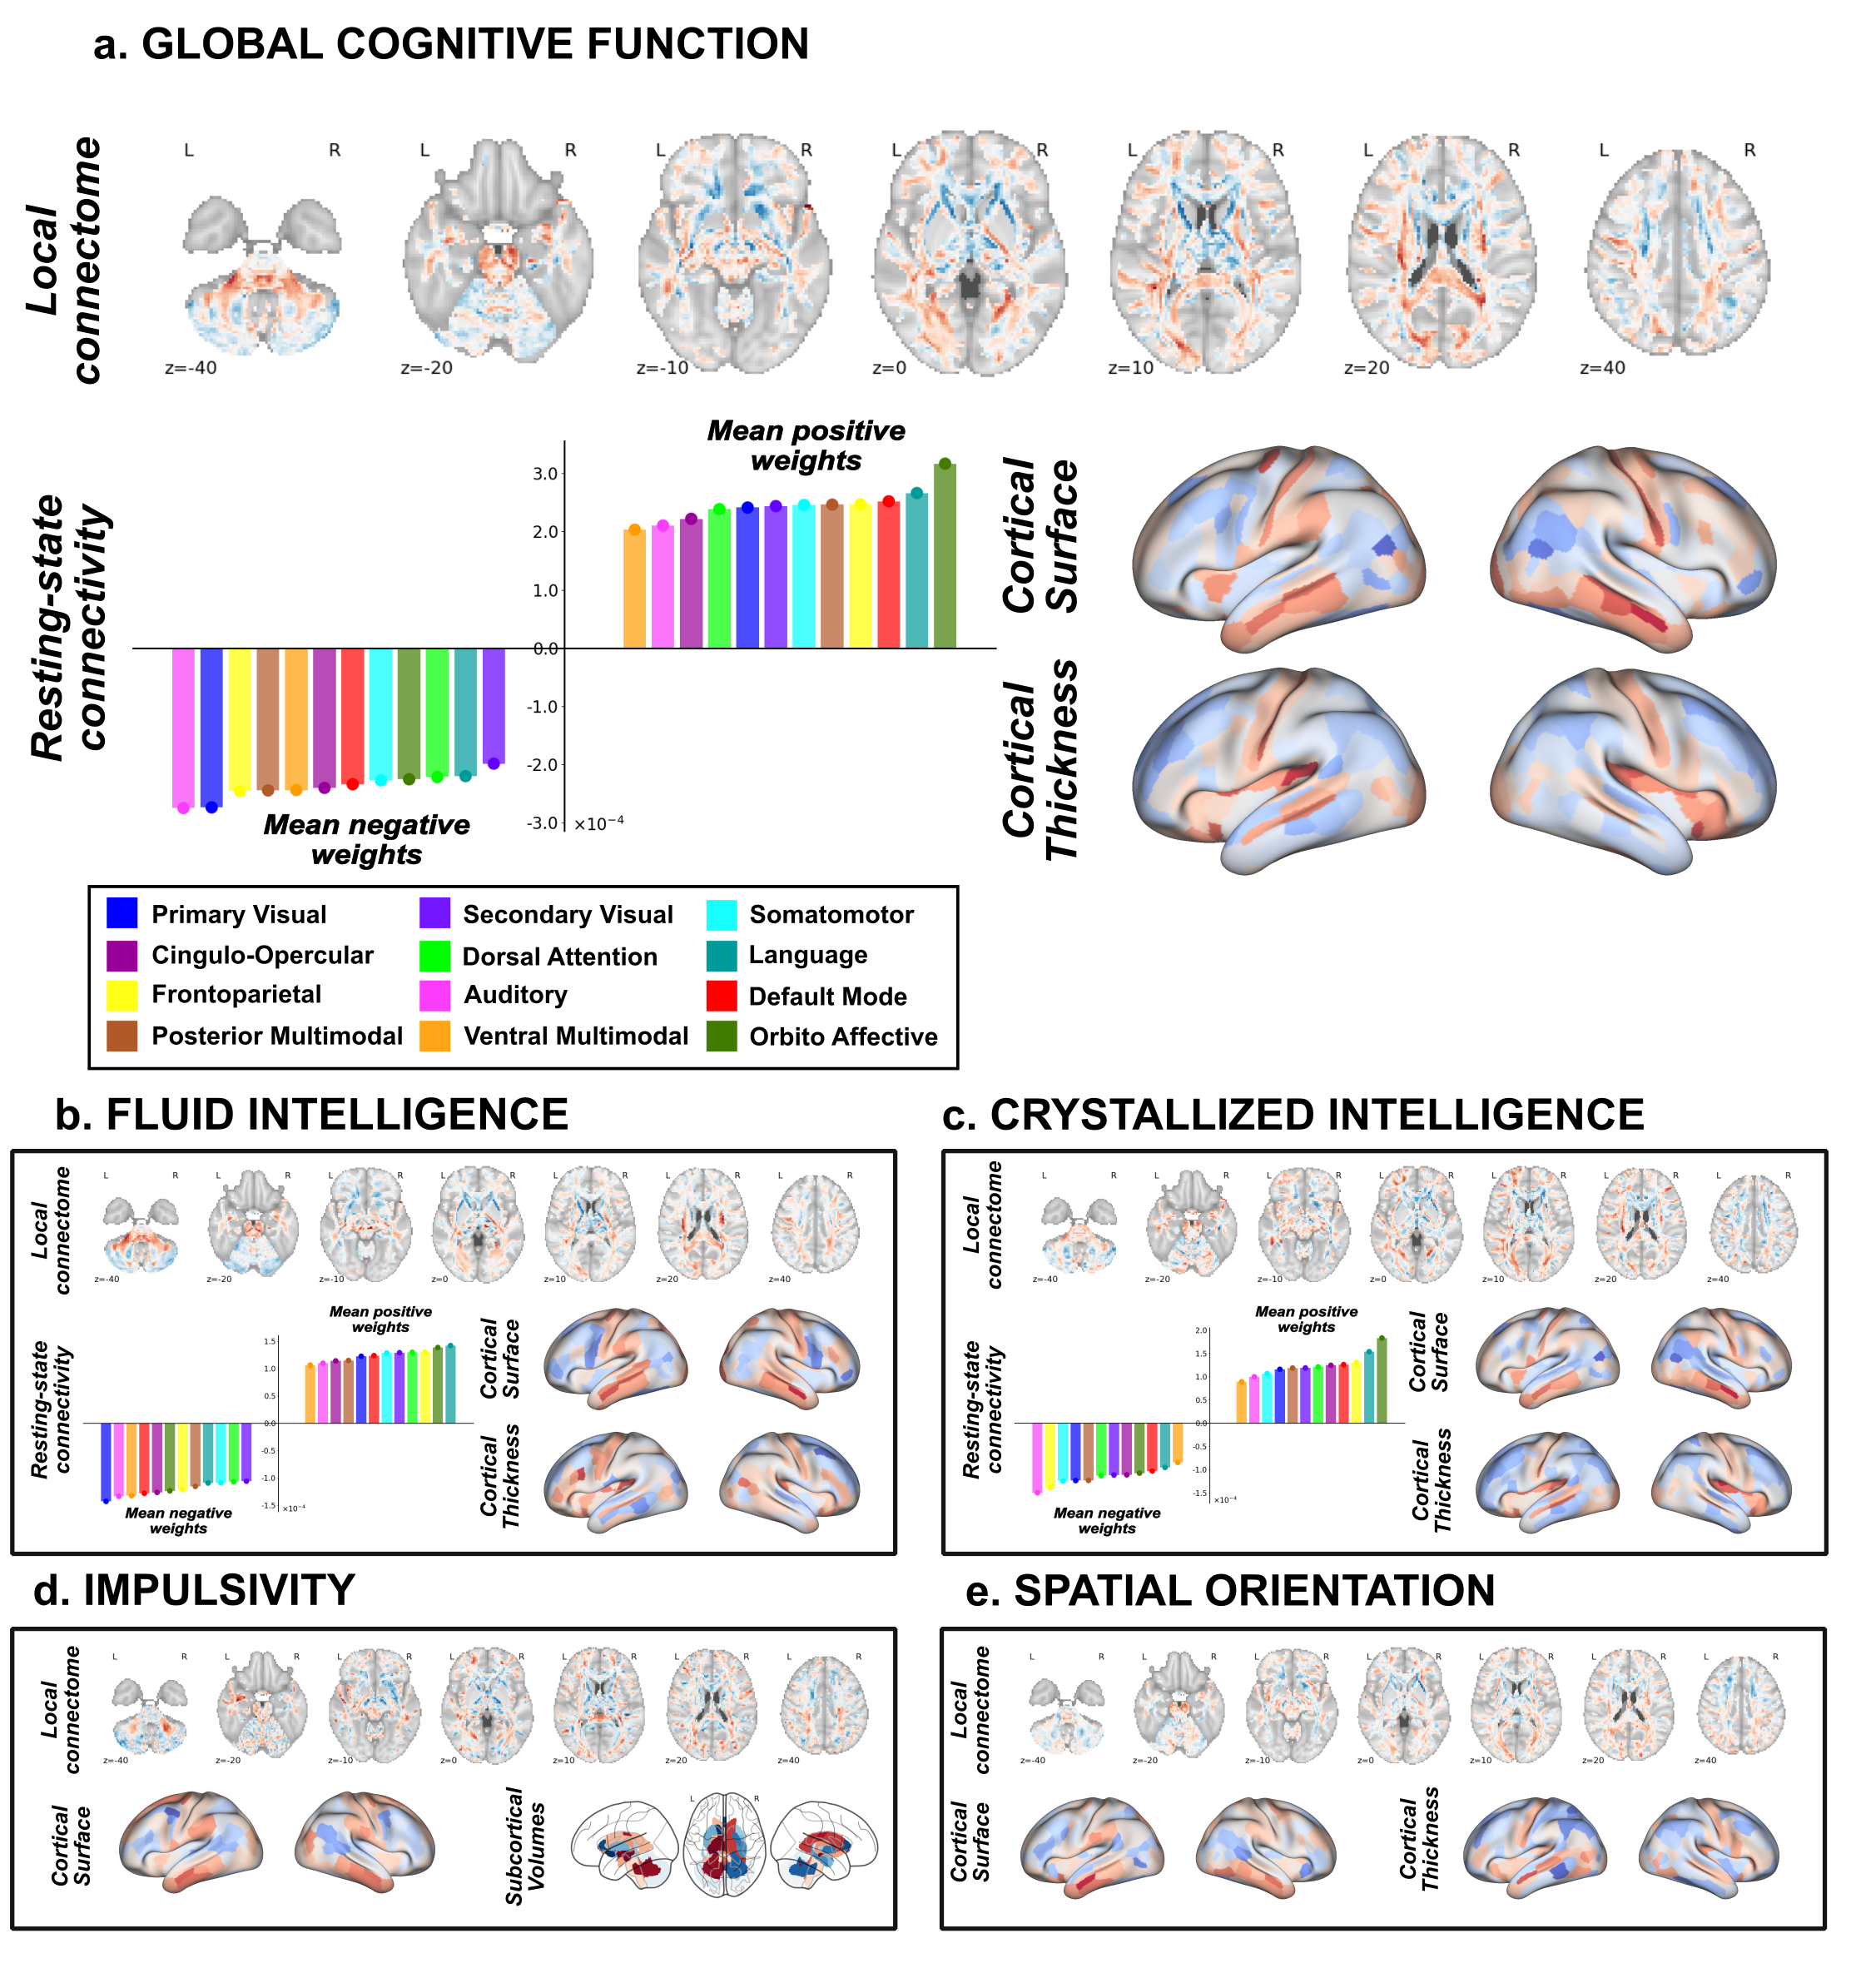 a. GLOBAL COGNITIVE FUNCTION
Local
connectome
L R L R L R L R L R L R L R
z=-40 z=-20 z=-10 z=0 z=10 z=20 z=40
Resting-state
connectivity
Mean positive
weights
3.0
2.0
1.0
0.0
-1.0
-2.0
-3.0 ×10⁻⁴
Mean negative
weights
Cortical
Surface
Cortical
Thickness
Primary Visual Secondary Visual Somatomotor
Cingulo-Opercular Dorsal Attention Language
Frontoparietal Auditory Default Mode
Posterior Multimodal Ventral Multimodal Orbito Affective
b. FLUID INTELLIGENCE
Local
connectome
L R L R L R L R L R L R L R
z=-40 z=-20 z=-10 z=0 z=10 z=20 z=40
Resting-state
connectivity
Mean positive
weights
1.5
1.0
0.5
0.0
-0.5
-1.0
-1.5 ×10⁻⁴
Mean negative
weights
Cortical
Surface
Cortical
Thickness
c. CRYSTALLIZED INTELLIGENCE
Local
connectome
L R L R L R L R L R L R L R
z=-40 z=-20 z=-10 z=0 z=10 z=20 z=40
Resting-state
connectivity
Mean positive
weights
2.0
1.5
1.0
0.5
0.0
-0.5
-1.0
-1.5 ×10⁻⁴
Mean negative
weights
Cortical
Surface
Cortical
Thickness
d. IMPULSIVITY
Local
connectome
L R L R L R L R L R L R L R
z=-40 z=-20 z=-10 z=0 z=10 z=20 z=40
Cortical
Surface
Subcortical
Volumes
L R
e. SPATIAL ORIENTATION
Local
connectome
L R L R L R L R L R L R L R
z=-40 z=-20 z=-10 z=0 z=10 z=20 z=40
Cortical
Surface
Cortical
Thickness